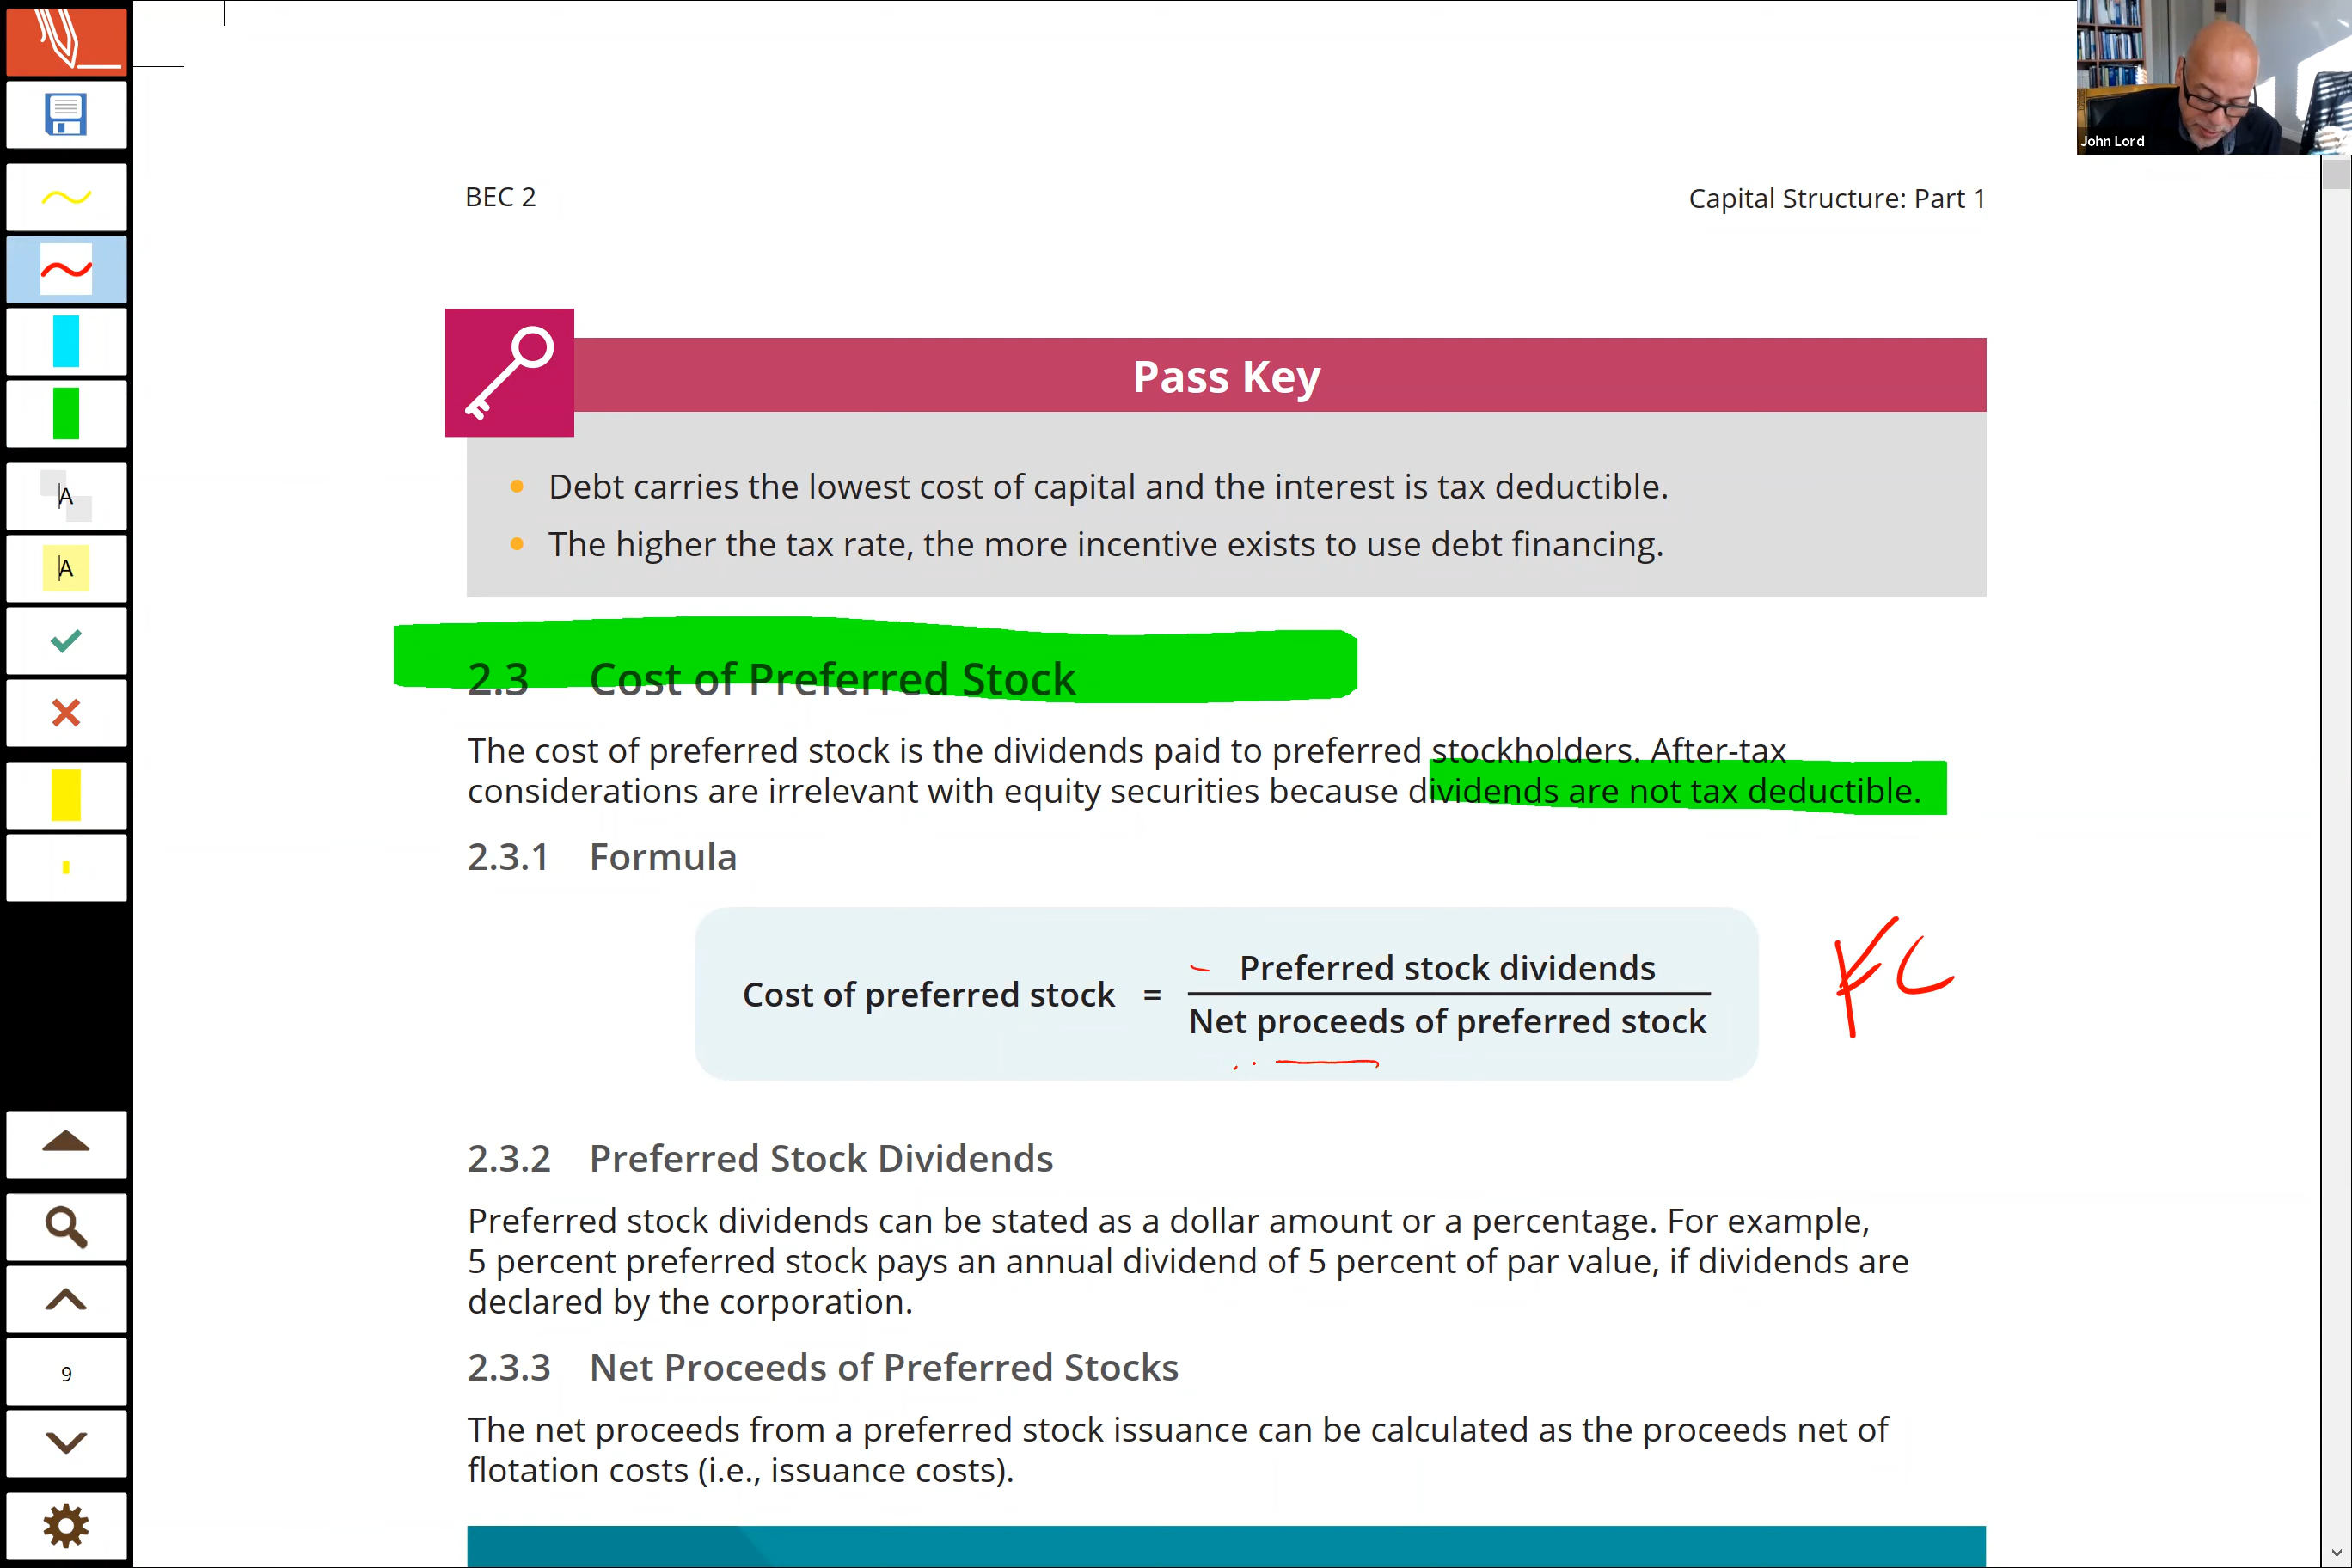 John Lord
BEC 2
Capital Structure: Part 1
Pass Key
• Debt carries the lowest cost of capital and the interest is tax deductible.
• The higher the tax rate, the more incentive exists to use debt financing.
2.3 Cost of Preferred Stock
The cost of preferred stock is the dividends paid to preferred stockholders. After-tax
considerations are irrelevant with equity securities because dividends are not tax deductible.
2.3.1 Formula
Cost of preferred stock = Preferred stock dividends
Net proceeds of preferred stock
FC
2.3.2 Preferred Stock Dividends
Preferred stock dividends can be stated as a dollar amount or a percentage. For example,
5 percent preferred stock pays an annual dividend of 5 percent of par value, if dividends are
declared by the corporation.
2.3.3 Net Proceeds of Preferred Stocks
The net proceeds from a preferred stock issuance can be calculated as the proceeds net of
flotation costs (i.e., issuance costs).
A
A
9